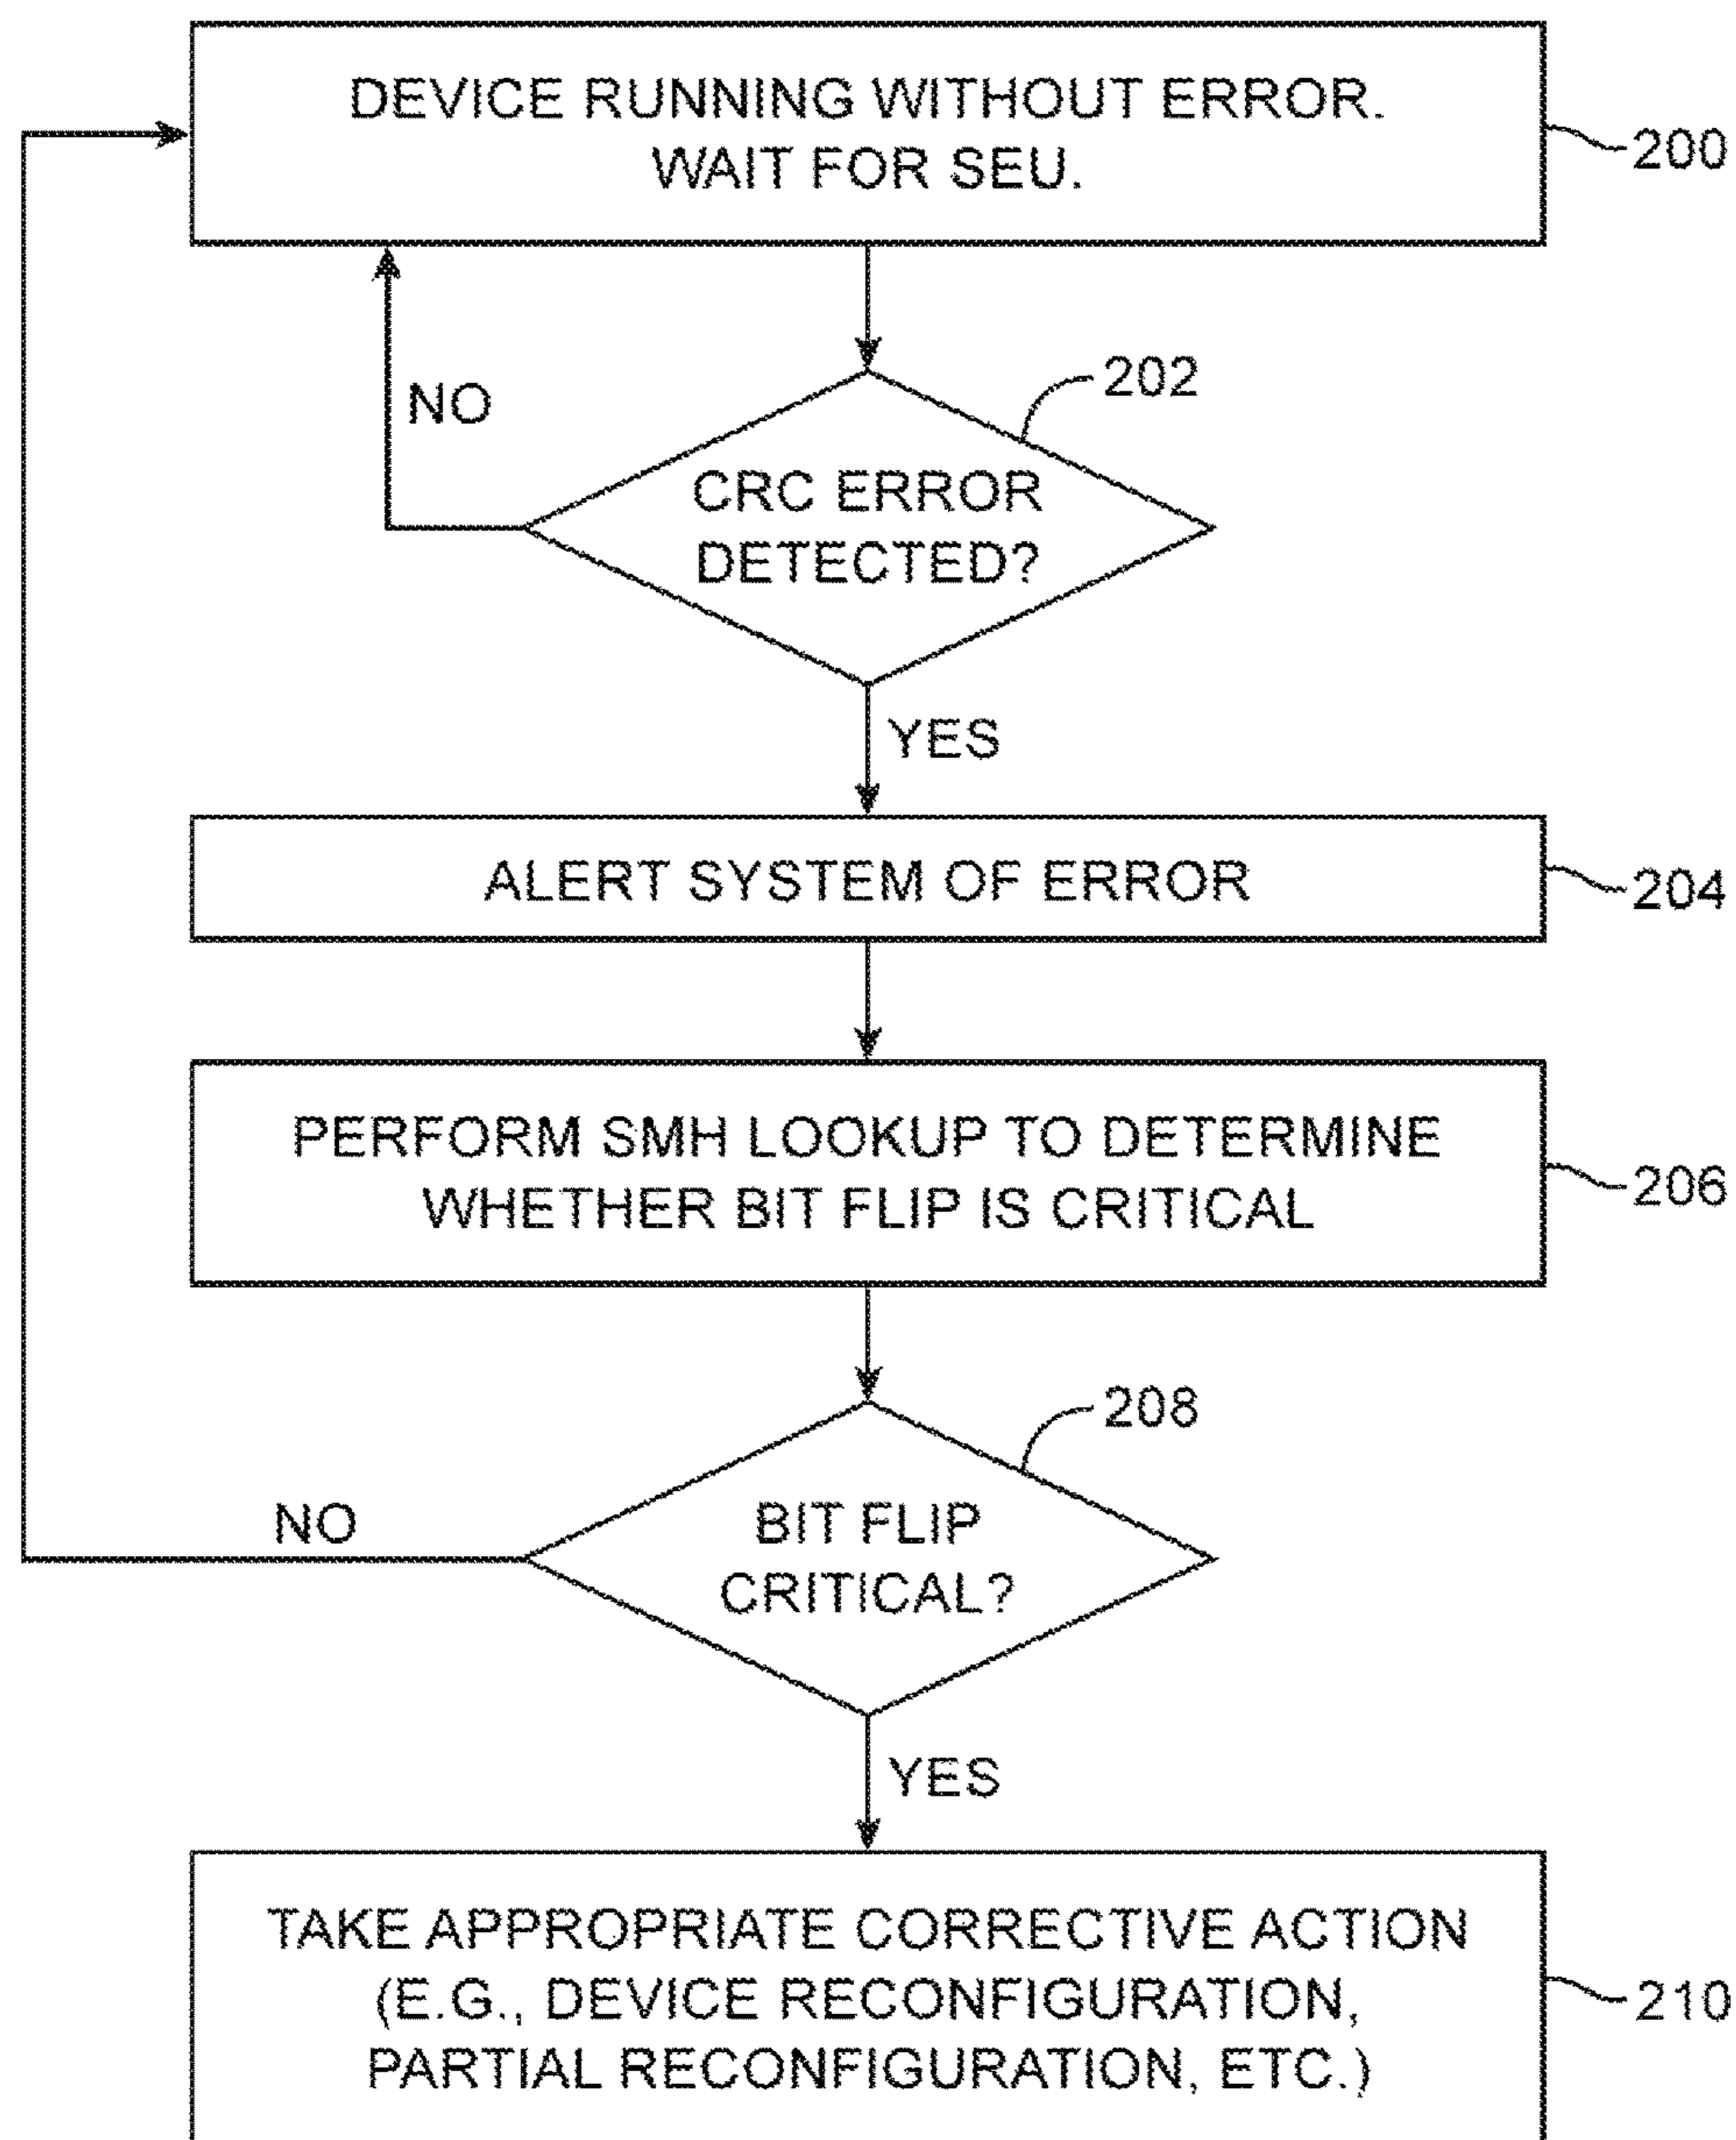 DEVICE RUNNING WITHOUT ERROR.
WAIT FOR SEU.
200
NO
202
CRC ERROR
DETECTED?
YES
ALERT SYSTEM OF ERROR
204
PERFORM SMH LOOKUP TO DETERMINE
WHETHER BIT FLIP IS CRITICAL
206
208
NO
BIT FLIP
CRITICAL?
YES
TAKE APPROPRIATE CORRECTIVE ACTION
(E.G., DEVICE RECONFIGURATION,
PARTIAL RECONFIGURATION, ETC.)
210